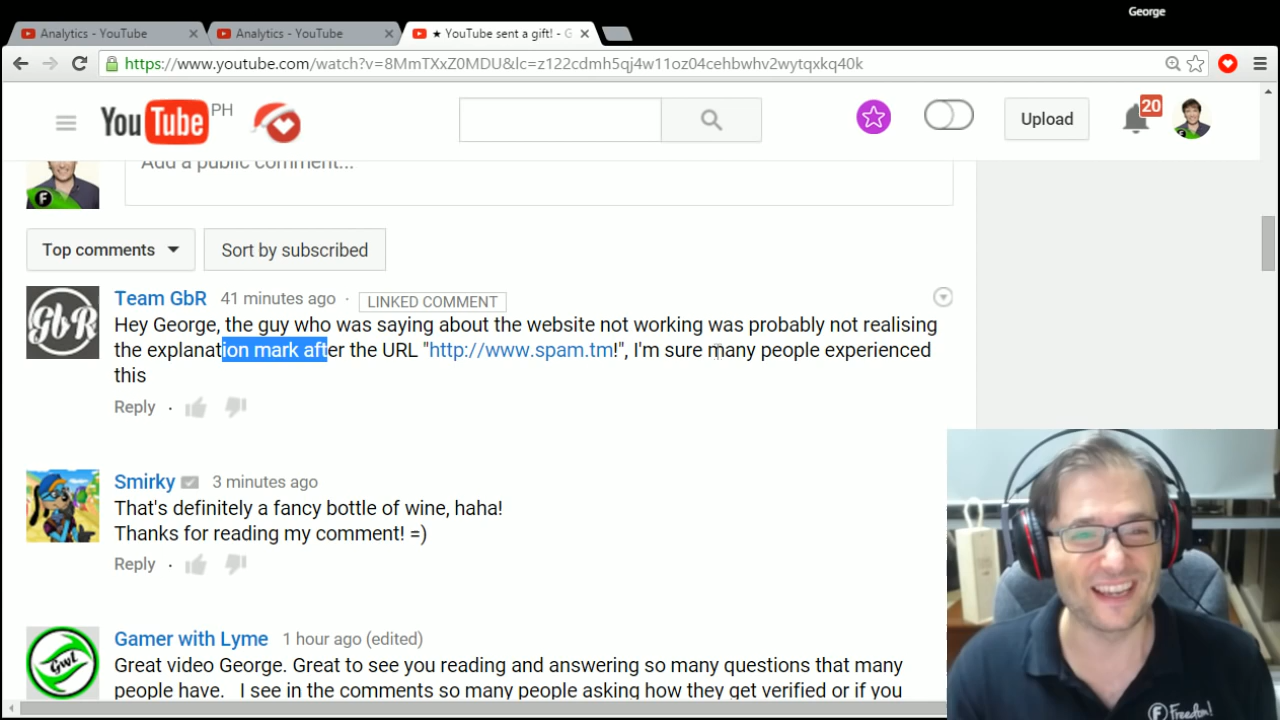 George
Analytics - YouTube
Analytics - YouTube
★ YouTube sent a gift! - G
https://www.youtube.com/watch?v=8MmTXxZ0MDU&lc=z122cdmh5qj4w11oz04cehbwhv2wytqxkq40k
YouTube PH
Upload
20
F
Add a public comment...
Top comments
Sort by subscribed
GbR
Team GbR 41 minutes ago · LINKED COMMENT
Hey George, the guy who was saying about the website not working was probably not realising
the explanation mark after the URL "http://www.spam.tm!", I'm sure many people experienced
this
Reply ·
Smirky 3 minutes ago
That's definitely a fancy bottle of wine, haha!
Thanks for reading my comment! =)
Reply ·
GwL
Gamer with Lyme 1 hour ago (edited)
Great video George. Great to see you reading and answering so many questions that many
people have. I see in the comments so many people asking how they get verified or if you
F Freedom!